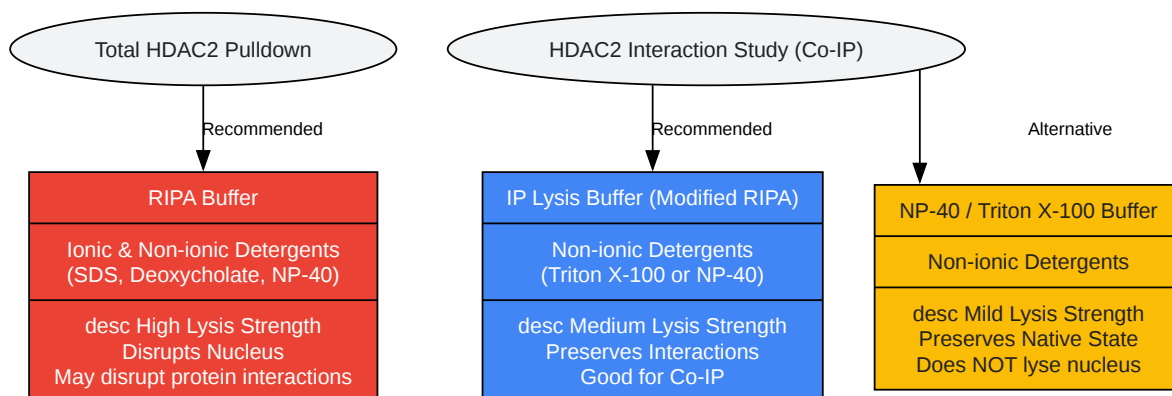 Total HDAC2 Pulldown
HDAC2 Interaction Study (Co-IP)
Recommended
Recommended
Alternative
RIPA Buffer
Ionic & Non-ionic Detergents
(SDS, Deoxycholate, NP-40)
desc High Lysis Strength
Disrupts Nucleus
May disrupt protein interactions
IP Lysis Buffer (Modified RIPA)
Non-ionic Detergents
(Triton X-100 or NP-40)
desc Medium Lysis Strength
Preserves Interactions
Good for Co-IP
NP-40 / Triton X-100 Buffer
Non-ionic Detergents
desc Mild Lysis Strength
Preserves Native State
Does NOT lyse nucleus